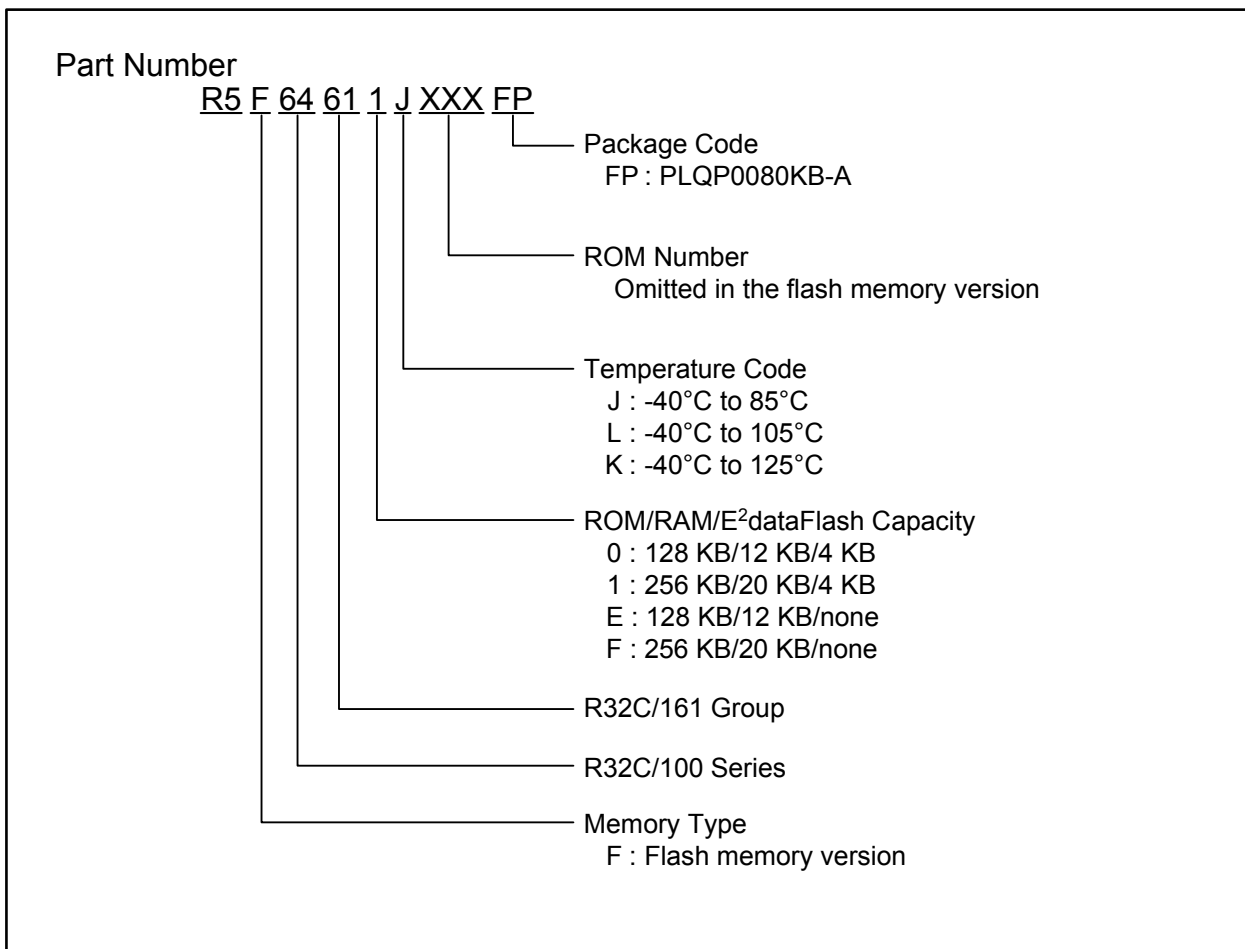 Part Number
R5 F 64 61 1 J XXX FP
Package Code
FP : PLQP0080KB-A
ROM Number
Omitted in the flash memory version
Temperature Code
J : -40°C to 85°C
L : -40°C to 105°C
K : -40°C to 125°C
ROM/RAM/E²dataFlash Capacity
0 : 128 KB/12 KB/4 KB
1 : 256 KB/20 KB/4 KB
E : 128 KB/12 KB/none
F : 256 KB/20 KB/none
R32C/161 Group
R32C/100 Series
Memory Type
F : Flash memory version